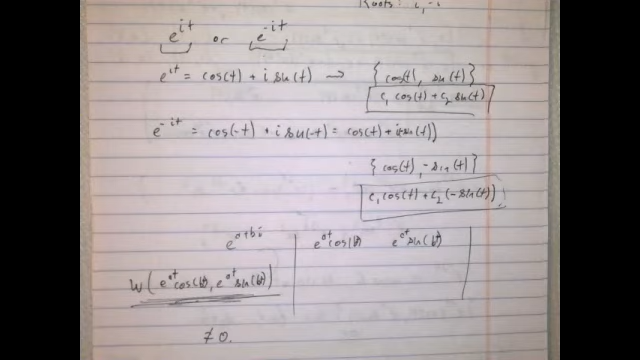 Roots: i, -i
e^{it} or e^{-it}
e^{it} = cos(t) + i sin(t) → {cos(t), sin(t)}
c₁ cos(t) + c₂ sin(t)
e^{-it} = cos(-t) + i sin(-t) = cos(t) + i(-sin(t))
{cos(t), -sin(t)}
c₁ cos(t) + c₂ (-sin(t))
e^{a+bi} e^{at}cos(bt) e^{at}sin(bt)
W(e^{at}cos(bt), e^{at}sin(bt))
≠ 0.